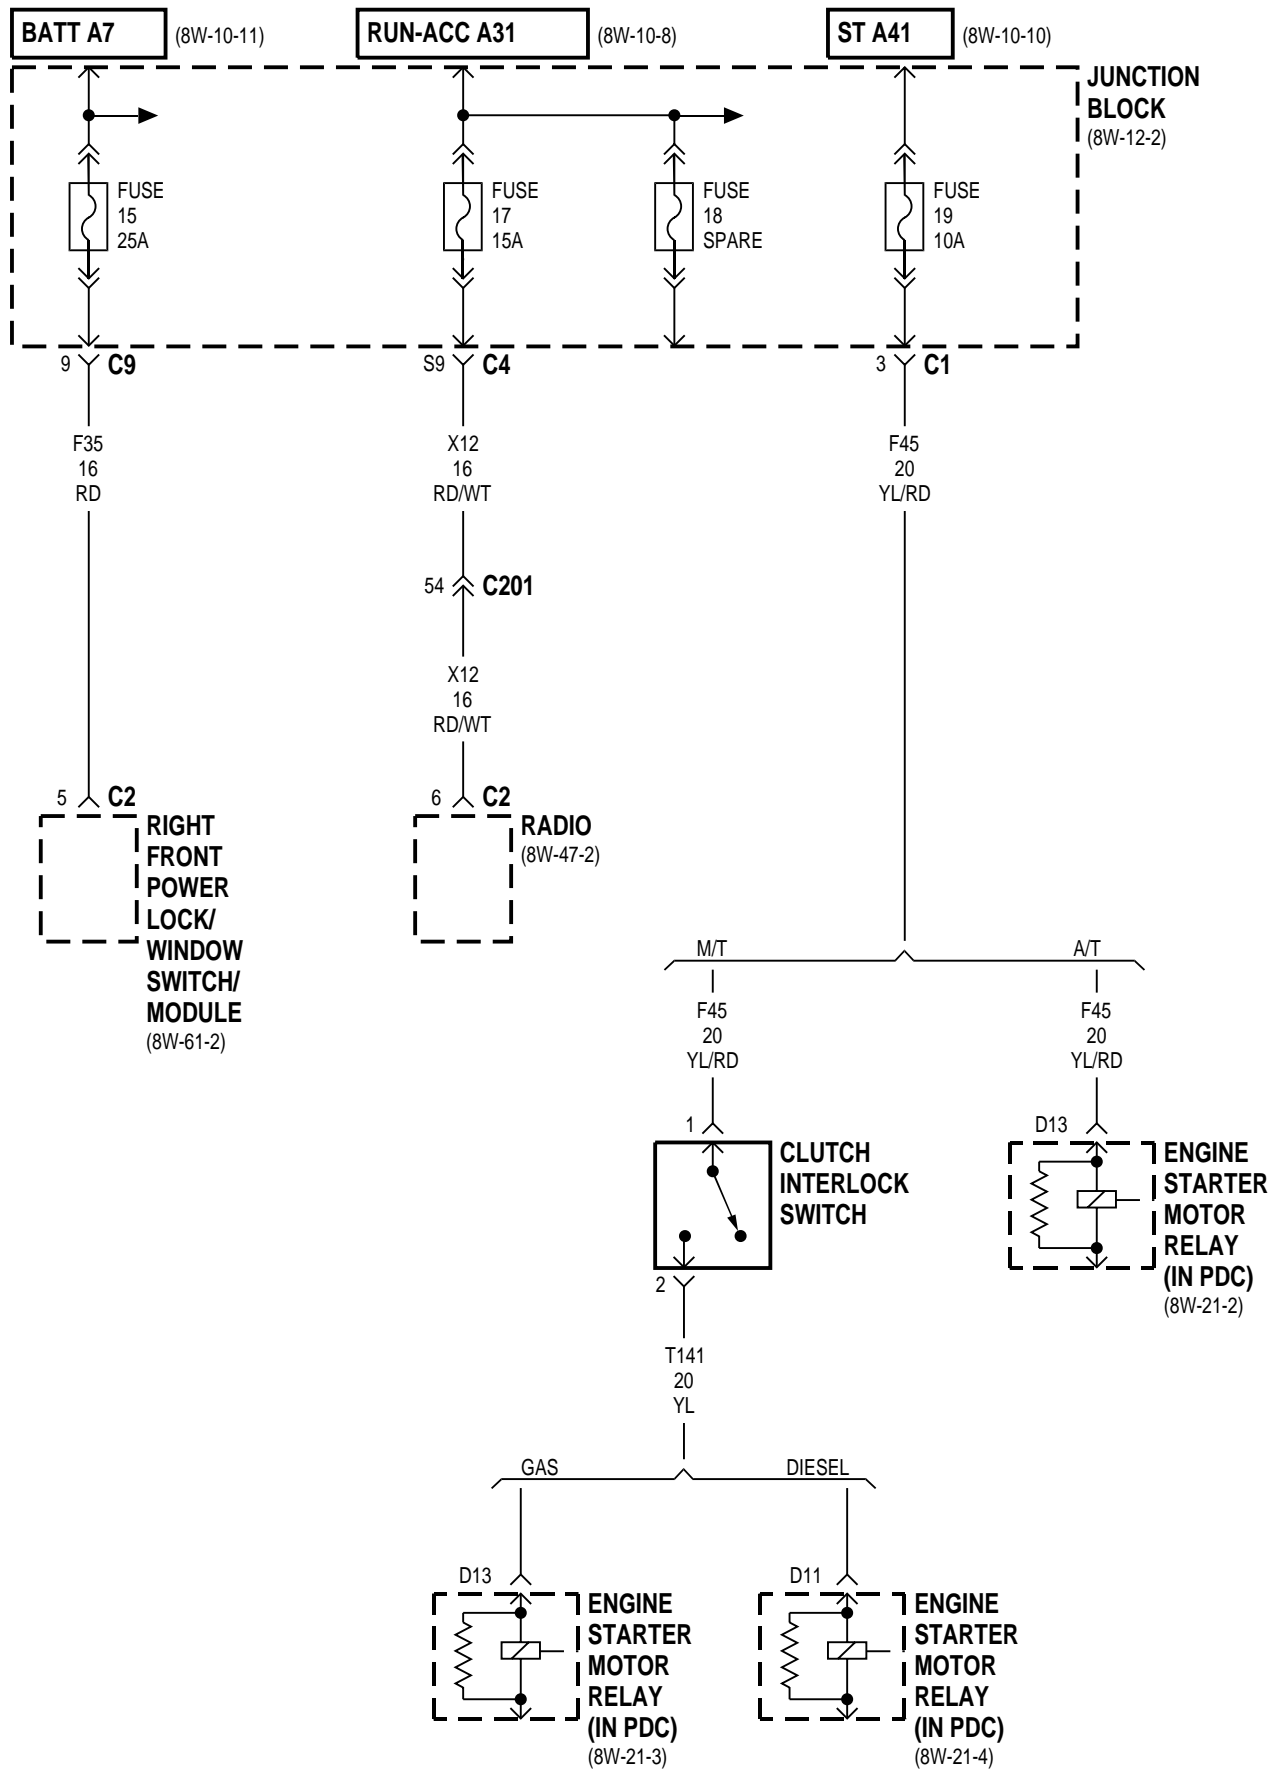 BATT A7 (8W-10-11)
RUN-ACC A31 (8W-10-8)
ST A41 (8W-10-10)
JUNCTION
BLOCK
(8W-12-2)
FUSE
15
25A
FUSE
17
15A
FUSE
18
SPARE
FUSE
19
10A
9 C9
S9 C4
3 C1
F35
16
RD
X12
16
RD/WT
F45
20
YL/RD
54 C201
X12
16
RD/WT
5 C2
RIGHT
FRONT
POWER
LOCK/
WINDOW
SWITCH/
MODULE
(8W-61-2)
6 C2
RADIO
(8W-47-2)
M/T
A/T
F45
20
YL/RD
F45
20
YL/RD
1
CLUTCH
INTERLOCK
SWITCH
2
D13
ENGINE
STARTER
MOTOR
RELAY
(IN PDC)
(8W-21-2)
T141
20
YL
GAS
DIESEL
D13
ENGINE
STARTER
MOTOR
RELAY
(IN PDC)
(8W-21-3)
D11
ENGINE
STARTER
MOTOR
RELAY
(IN PDC)
(8W-21-4)